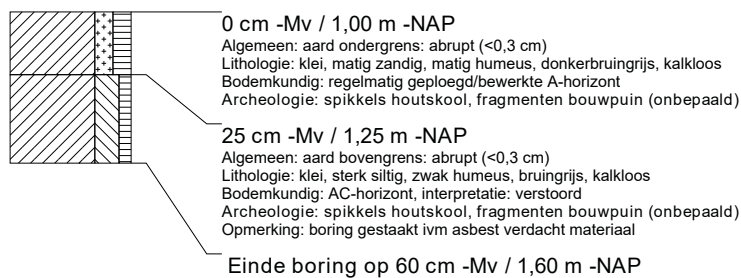 0 cm -Mv / 1,00 m -NAP
Algemeen: aard ondergrens: abrupt (<0,3 cm)
Lithologie: klei, matig zandig, matig humeus, donkerbruingrijs, kalkloos
Bodemkundig: regelmatig geploegd/bewerkte A-horizont
Archeologie: spikkels houtskool, fragmenten bouwpuin (onbepaald)
25 cm -Mv / 1,25 m -NAP
Algemeen: aard bovengrens: abrupt (<0,3 cm)
Lithologie: klei, sterk siltig, zwak humeus, bruingrijs, kalkloos
Bodemkundig: AC-horizont, interpretatie: verstoord
Archeologie: spikkels houtskool, fragmenten bouwpuin (onbepaald)
Opmerking: boring gestaakt ivm asbest verdacht materiaal
Einde boring op 60 cm -Mv / 1,60 m -NAP